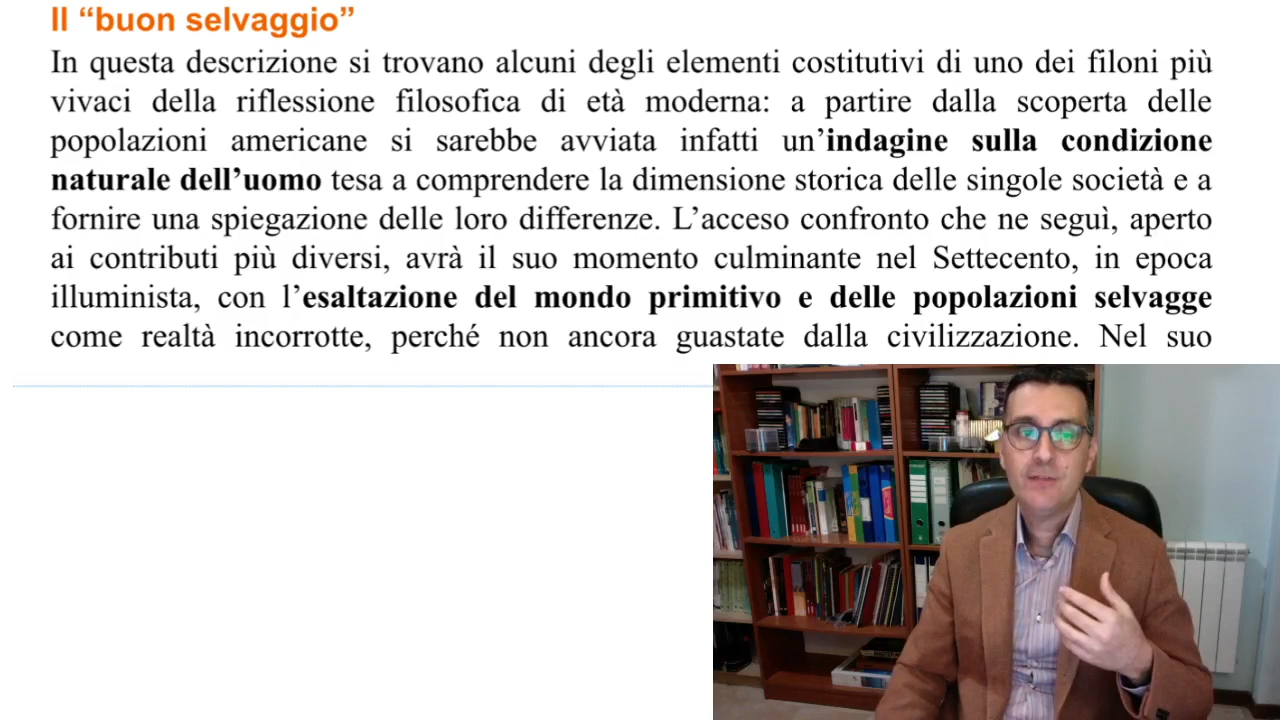 Il “buon selvaggio”
In questa descrizione si trovano alcuni degli elementi costitutivi di uno dei filoni più
vivaci della riflessione filosofica di età moderna: a partire dalla scoperta delle
popolazioni americane si sarebbe avviata infatti un’indagine sulla condizione
naturale dell’uomo tesa a comprendere la dimensione storica delle singole società e a
fornire una spiegazione delle loro differenze. L’acceso confronto che ne seguì, aperto
ai contributi più diversi, avrà il suo momento culminante nel Settecento, in epoca
illuminista, con l’esaltazione del mondo primitivo e delle popolazioni selvagge
come realtà incorrotte, perché non ancora guastate dalla civilizzazione. Nel suo